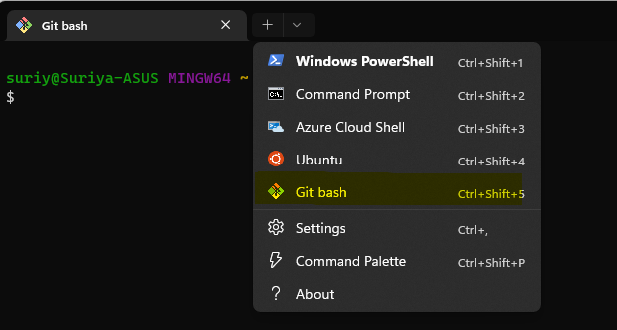 Git bash
suriy@Suriya-ASUS MINGW64 ~
$
Windows PowerShell Ctrl+Shift+1
Command Prompt Ctrl+Shift+2
Azure Cloud Shell Ctrl+Shift+3
Ubuntu Ctrl+Shift+4
Git bash Ctrl+Shift+5
Settings Ctrl+,
Command Palette Ctrl+Shift+P
About